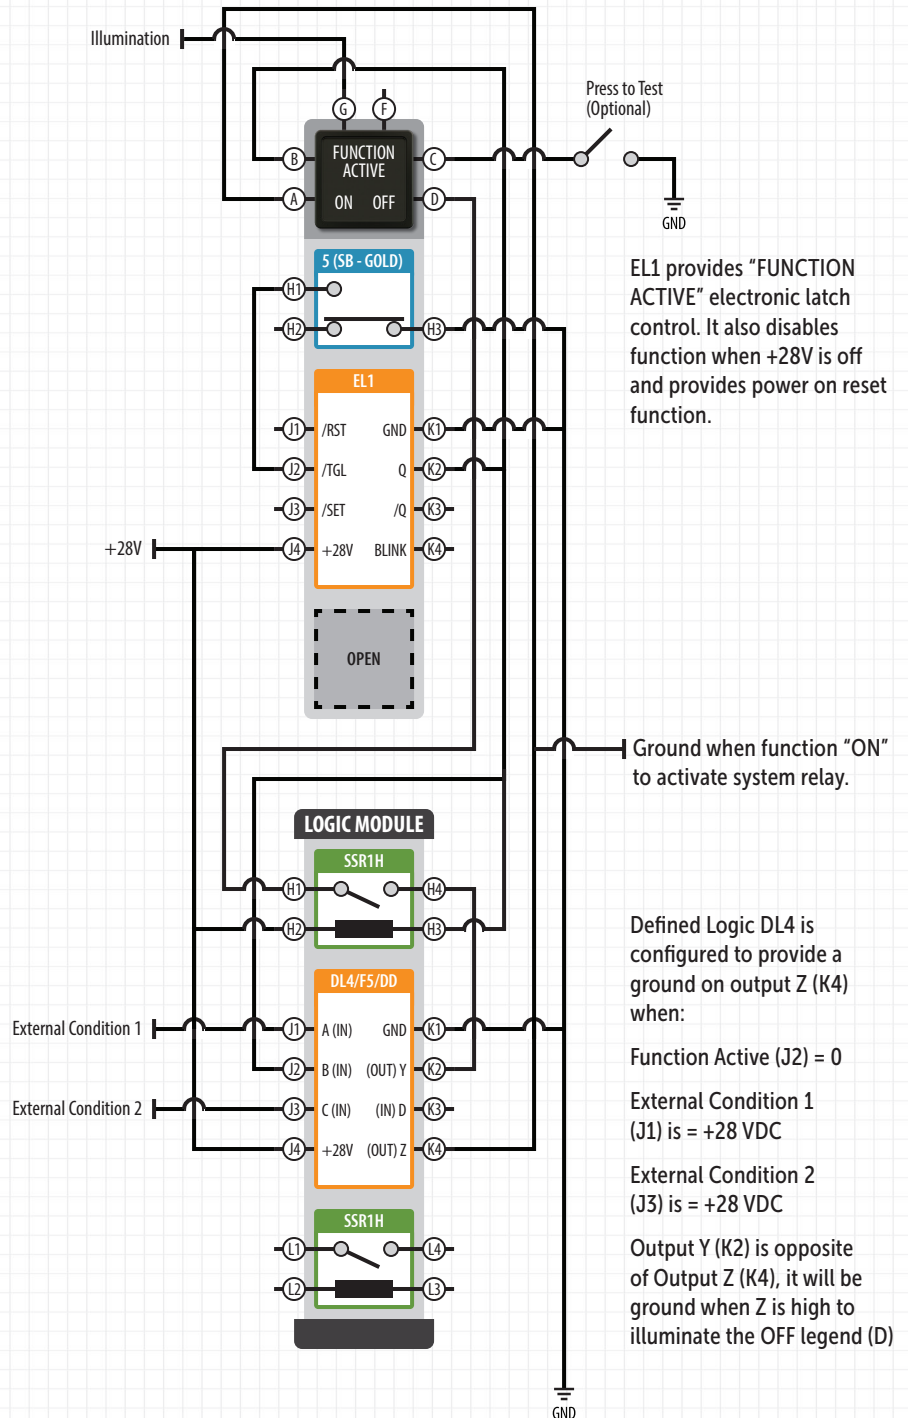 Illumination
Press to Test
(Optional)
G
F
B
FUNCTION
ACTIVE
C
A
ON OFF
D
GND
5 (SB - GOLD)
H1
H2
H3
EL1 provides “FUNCTION
ACTIVE” electronic latch
control. It also disables
function when +28V is off
and provides power on reset
function.
EL1
J1 /RST GND K1
J2 /TGL Q K2
J3 /SET /Q K3
+28V
J4 +28V BLINK K4
OPEN
Ground when function “ON”
to activate system relay.
LOGIC MODULE
SSR1H
H1 H4
H2 H3
Defined Logic DL4 is
configured to provide a
ground on output Z (K4)
when:
Function Active (J2) = 0
External Condition 1
(J1) is = +28 VDC
External Condition 2
(J3) is = +28 VDC
Output Y (K2) is opposite
of Output Z (K4), it will be
ground when Z is high to
illuminate the OFF legend (D)
DL4/F5/DD
External Condition 1
J1 A (IN) GND K1
J2 B (IN) (OUT) Y K2
External Condition 2
J3 C (IN) (IN) D K3
J4 +28V (OUT) Z K4
SSR1H
L1 L4
L2 L3
GND